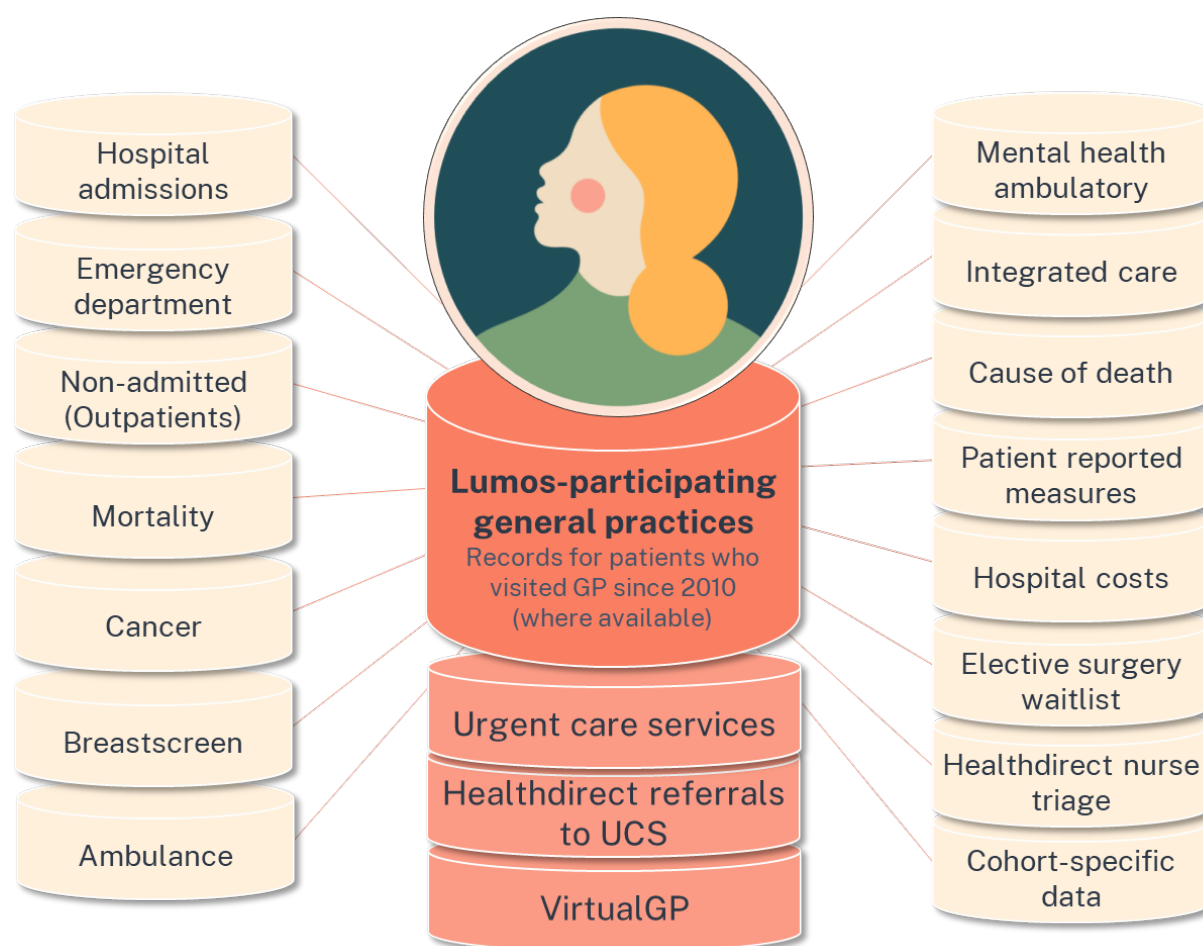 Hospital
admissions
Emergency
department
Non-admitted
(Outpatients)
Mortality
Cancer
Breastscreen
Ambulance
Lumos-participating
general practices
Records for patients who
visited GP since 2010
(where available)
Urgent care services
Healthdirect referrals
to UCS
VirtualGP
Mental health
ambulatory
Integrated care
Cause of death
Patient reported
measures
Hospital costs
Elective surgery
waitlist
Healthdirect nurse
triage
Cohort-specific
data